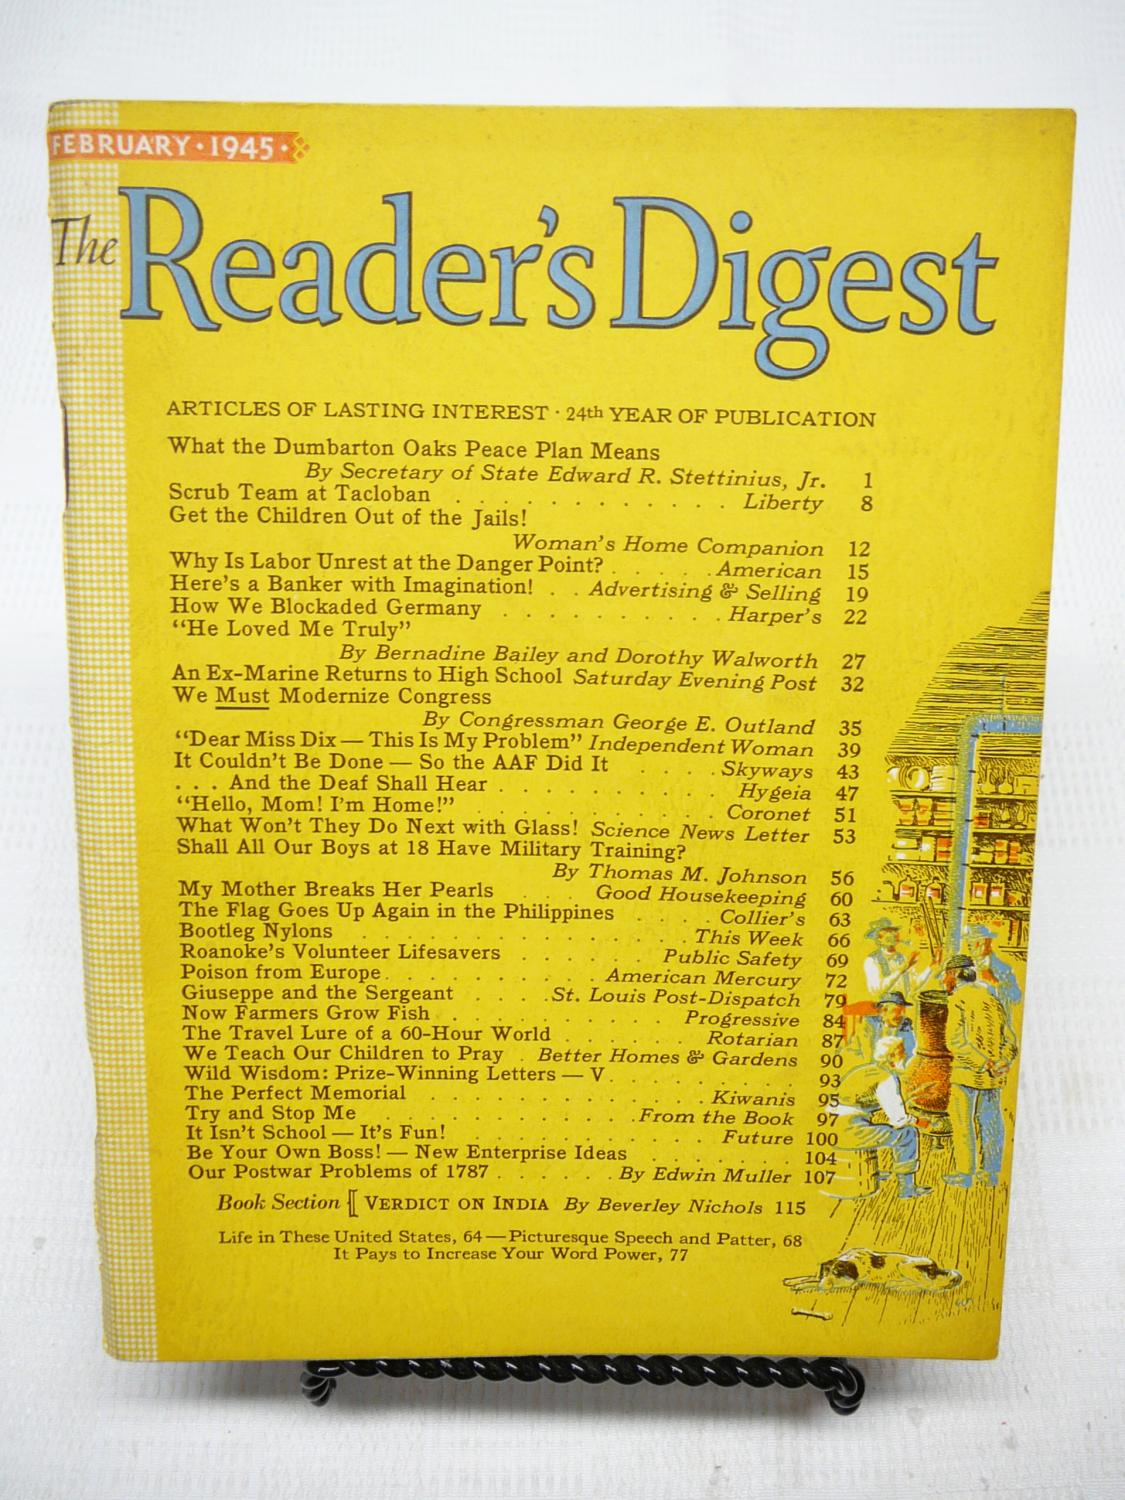 FEBRUARY · 1945 ·
The Reader's Digest
ARTICLES OF LASTING INTEREST · 24th YEAR OF PUBLICATION
What the Dumbarton Oaks Peace Plan Means
By Secretary of State Edward R. Stettinius, Jr. 1
Scrub Team at Tacloban . . . . . . . . . . Liberty 8
Get the Children Out of the Jails!
Woman's Home Companion 12
Why Is Labor Unrest at the Danger Point? . . . . . American 15
Here's a Banker with Imagination! . . Advertising & Selling 19
How We Blockaded Germany . . . . . . . . . . Harper's 22
"He Loved Me Truly"
By Bernadine Bailey and Dorothy Walworth 27
An Ex-Marine Returns to High School Saturday Evening Post 32
We Must Modernize Congress
By Congressman George E. Outland 35
"Dear Miss Dix — This Is My Problem" Independent Woman 39
It Couldn't Be Done — So the AAF Did It . . . . Skyways 43
. . . And the Deaf Shall Hear . . . . . . . . . . . Hygeia 47
"Hello, Mom! I'm Home!" . . . . . . . . . . . Coronet 51
What Won't They Do Next with Glass! Science News Letter 53
Shall All Our Boys at 18 Have Military Training?
By Thomas M. Johnson 56
My Mother Breaks Her Pearls . . . Good Housekeeping 60
The Flag Goes Up Again in the Philippines . . . . Collier's 63
Bootleg Nylons . . . . . . . . . . . . . . . This Week 66
Roanoke's Volunteer Lifesavers . . . . . . Public Safety 69
Poison from Europe . . . . . . . . . . American Mercury 72
Giuseppe and the Sergeant . . . . St. Louis Post-Dispatch 79
Now Farmers Grow Fish . . . . . . . . . . Progressive 84
The Travel Lure of a 60-Hour World . . . . . . Rotarian 87
We Teach Our Children to Pray . Better Homes & Gardens 90
Wild Wisdom: Prize-Winning Letters — V . . . . . . . . 93
The Perfect Memorial . . . . . . . . . . . . Kiwanis 95
Try and Stop Me . . . . . . . . . . . From the Book 97
It Isn't School — It's Fun! . . . . . . . . . . . Future 100
Be Your Own Boss! — New Enterprise Ideas . . . . . . . 104
Our Postwar Problems of 1787 . . . . . . By Edwin Muller 107
Book Section [ VERDICT ON INDIA By Beverley Nichols 115
Life in These United States, 64 — Picturesque Speech and Patter, 68
It Pays to Increase Your Word Power, 77